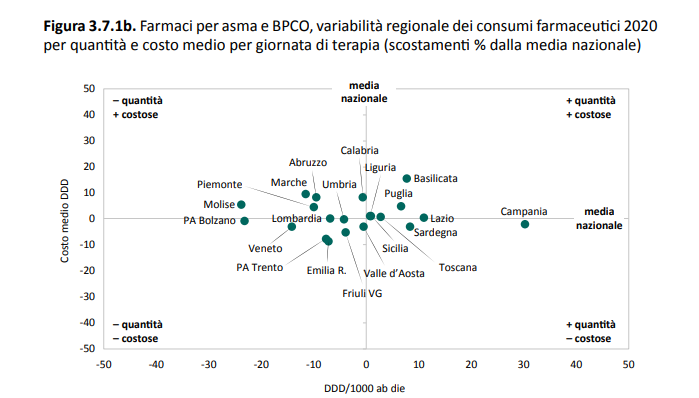 Figura 3.7.1b. Farmaci per asma e BPCO, variabilità regionale dei consumi farmaceutici 2020
per quantità e costo medio per giornata di terapia (scostamenti % dalla media nazionale)
50
40
30
20
10
0
-10
-20
-30
-40
-50
Costo medio DDD
– quantità
+ costose
media
nazionale
+ quantità
+ costose
Calabria
Abruzzo
Liguria
Piemonte
Marche
Umbria
Basilicata
Puglia
Molise
PA Bolzano
Lombardia
Lazio
Campania
media
nazionale
Sardegna
Veneto
Sicilia
PA Trento
Emilia R.
Valle d'Aosta
Toscana
Friuli VG
– quantità
– costose
+ quantità
– costose
-50
-40
-30
-20
-10
0
10
20
30
40
50
DDD/1000 ab die